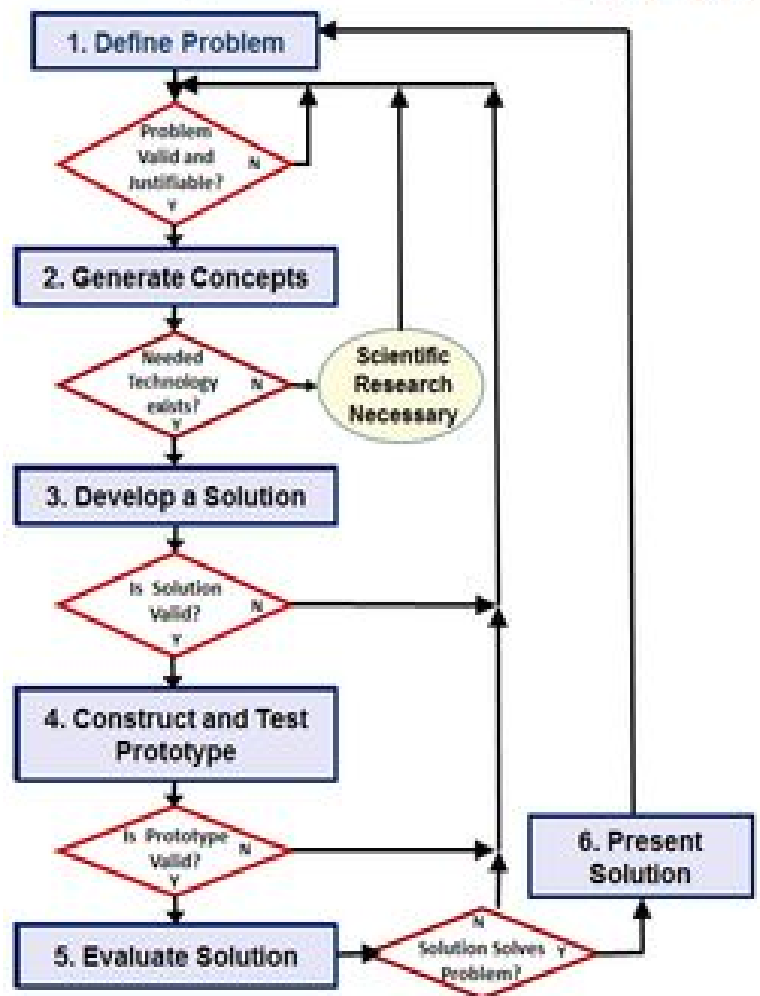 1. Define Problem
Problem
Valid and
Justifiable?
N
Y
2. Generate Concepts
Needed
Technology
exists?
N
Y
Scientific
Research
Necessary
3. Develop a Solution
Is Solution
Valid?
N
Y
4. Construct and Test
Prototype
Is Prototype
Valid?
N
Y
5. Evaluate Solution
N
Solution Solves
Problem?
Y
6. Present
Solution